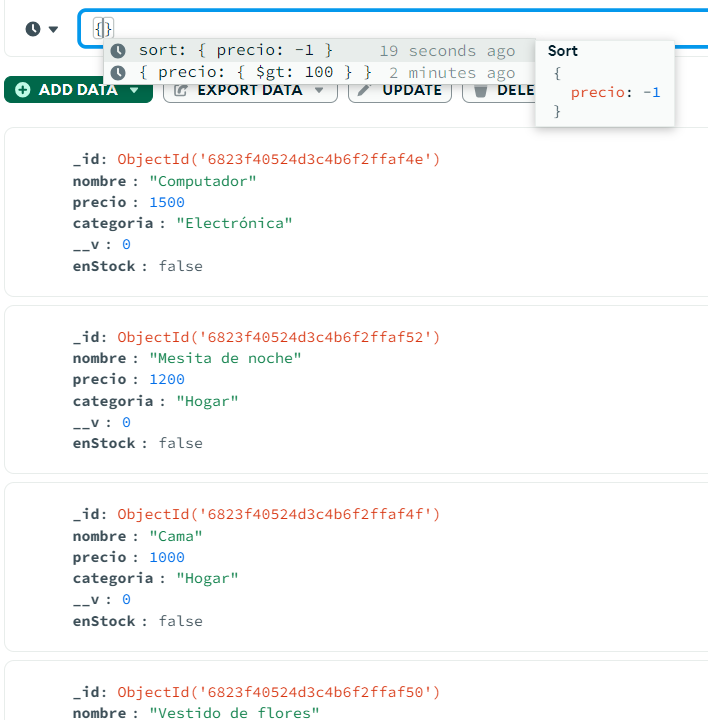 {}
sort: { precio: -1 } 19 seconds ago
{ precio: { $gt: 100 } } 2 minutes ago
Sort
{
precio: -1
}
ADD DATA
EXPORT DATA
UPDATE
DELE
_id: ObjectId('6823f40524d3c4b6f2ffaf4e')
nombre : "Computador"
precio : 1500
categoria : "Electrónica"
__v : 0
enStock : false
_id: ObjectId('6823f40524d3c4b6f2ffaf52')
nombre : "Mesita de noche"
precio : 1200
categoria : "Hogar"
__v : 0
enStock : false
_id: ObjectId('6823f40524d3c4b6f2ffaf4f')
nombre : "Cama"
precio : 1000
categoria : "Hogar"
__v : 0
enStock : false
_id: ObjectId('6823f40524d3c4b6f2ffaf50')
nombre : "Vestido de flores"